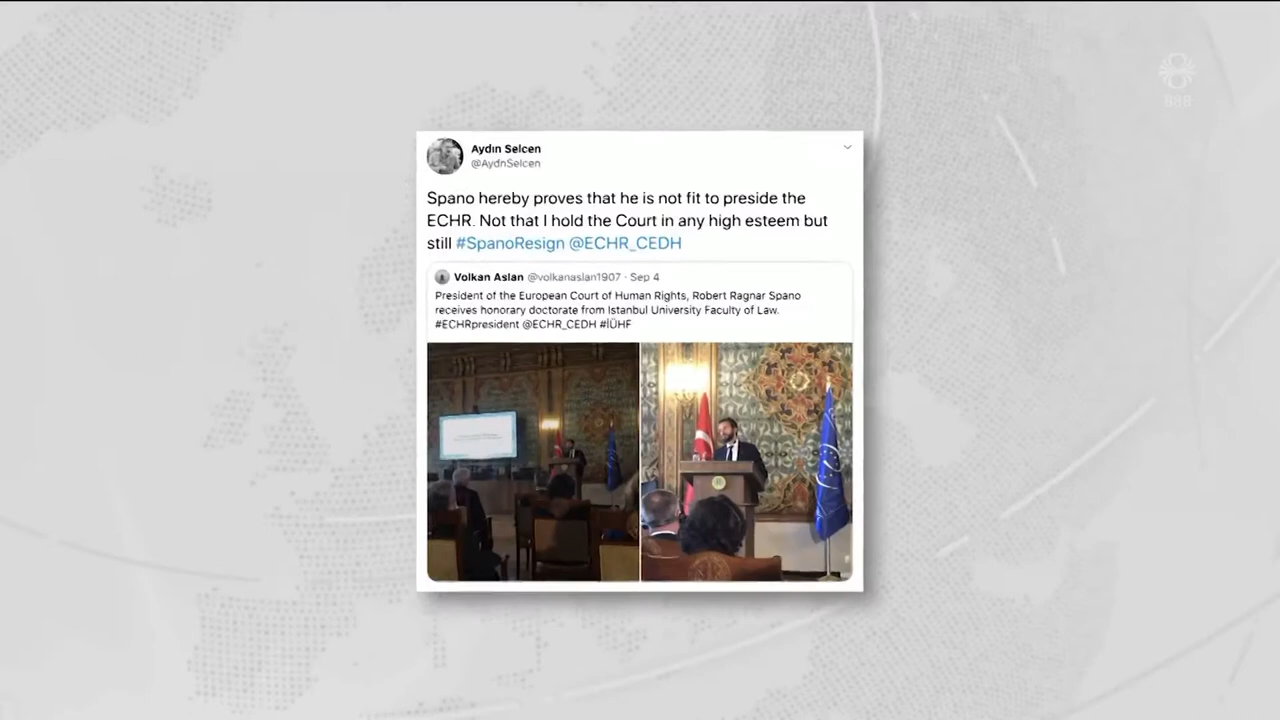 Aydın Selcen
@AydnSelcen
Spano hereby proves that he is not fit to preside the
ECHR. Not that I hold the Court in any high esteem but
still #SpanoResign @ECHR_CEDH
Volkan Aslan @volkanaslan1907 · Sep 4
President of the European Court of Human Rights, Robert Ragnar Spano
receives honorary doctorate from Istanbul University Faculty of Law.
#ECHRpresident @ECHR_CEDH #İÜHF